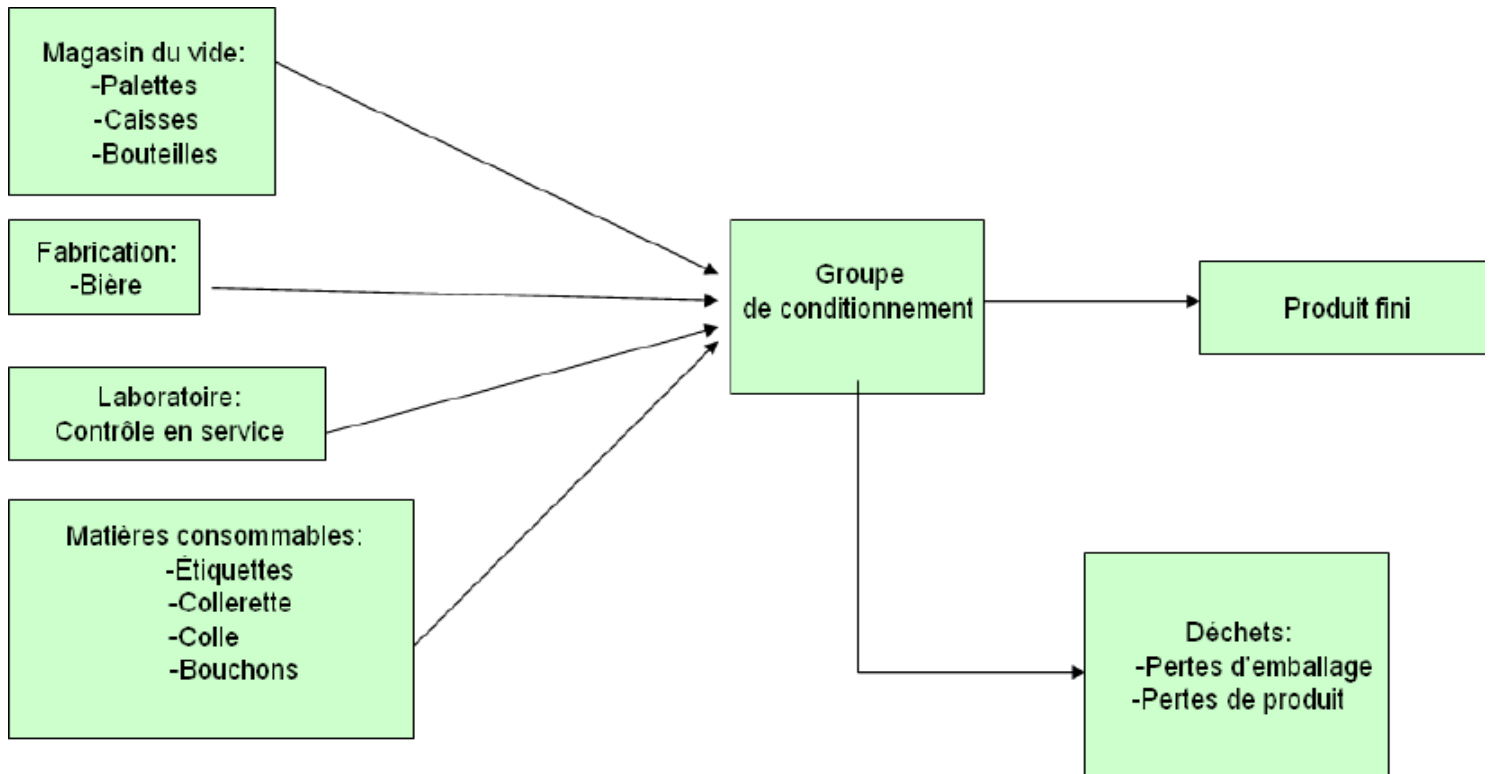 Magasin du vide:
-Palettes
-Caisses
-Bouteilles
Fabrication:
-Bière
Laboratoire:
Contrôle en service
Matières consommables:
-Étiquettes
-Collerette
-Colle
-Bouchons
Groupe
de conditionnement
Produit fini
Déchets:
-Pertes d'emballage
-Pertes de produit